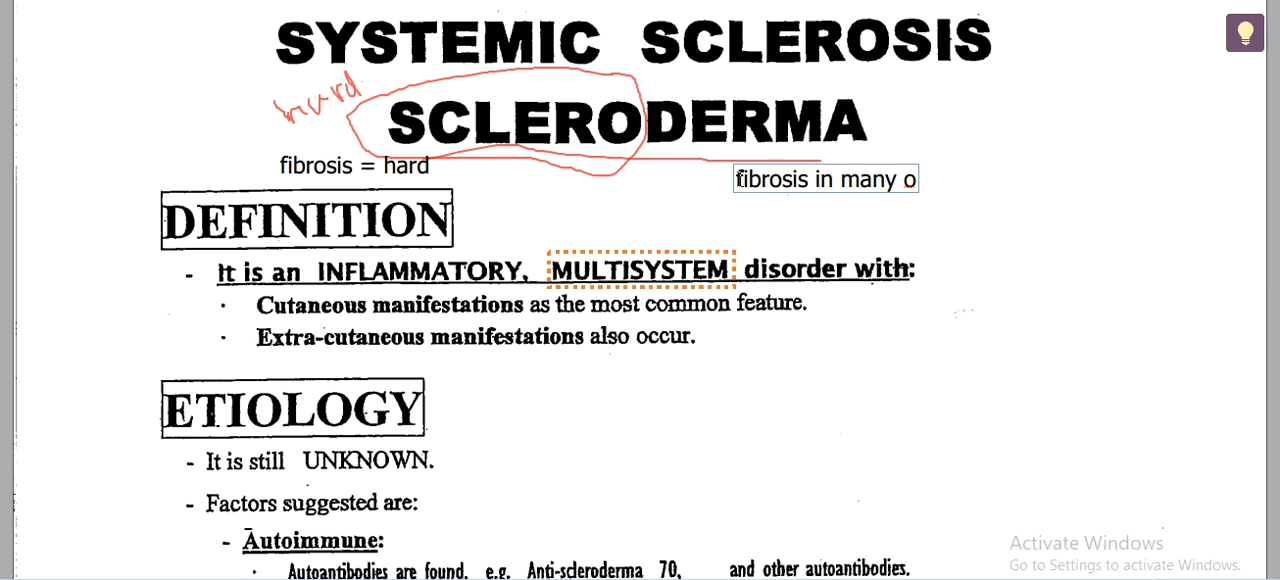 SYSTEMIC SCLEROSIS
SCLERODERMA
fibrosis = hard
fibrosis in many o
DEFINITION
- It is an INFLAMMATORY, MULTISYSTEM disorder with:
· Cutaneous manifestations as the most common feature.
· Extra-cutaneous manifestations also occur.
ETIOLOGY
- It is still UNKNOWN.
- Factors suggested are:
- Autoimmune:
· Autoantibodies are found, e.g. Anti-scleroderma 70, and other autoantibodies.
Activate Windows
Go to Settings to activate Windows.